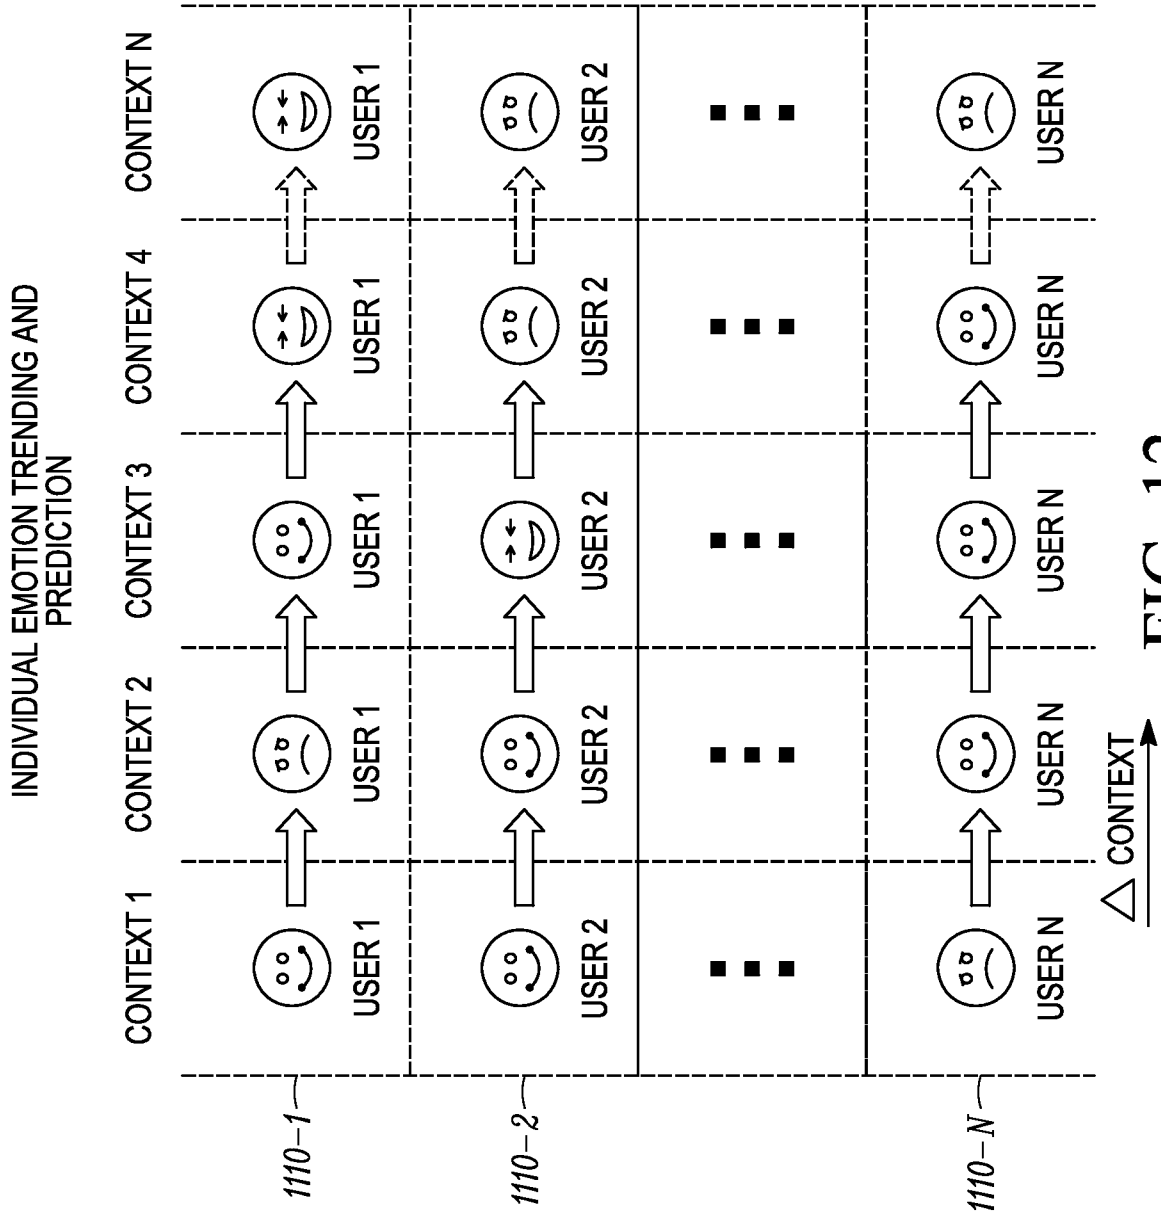 INDIVIDUAL EMOTION TRENDING AND
PREDICTION
CONTEXT 1 CONTEXT 2 CONTEXT 3 CONTEXT 4 CONTEXT N
1110-1
USER 1 USER 1 USER 1 USER 1 USER 1
1110-2
USER 2 USER 2 USER 2 USER 2 USER 2
1110-N
USER N USER N USER N USER N USER N
△ CONTEXT